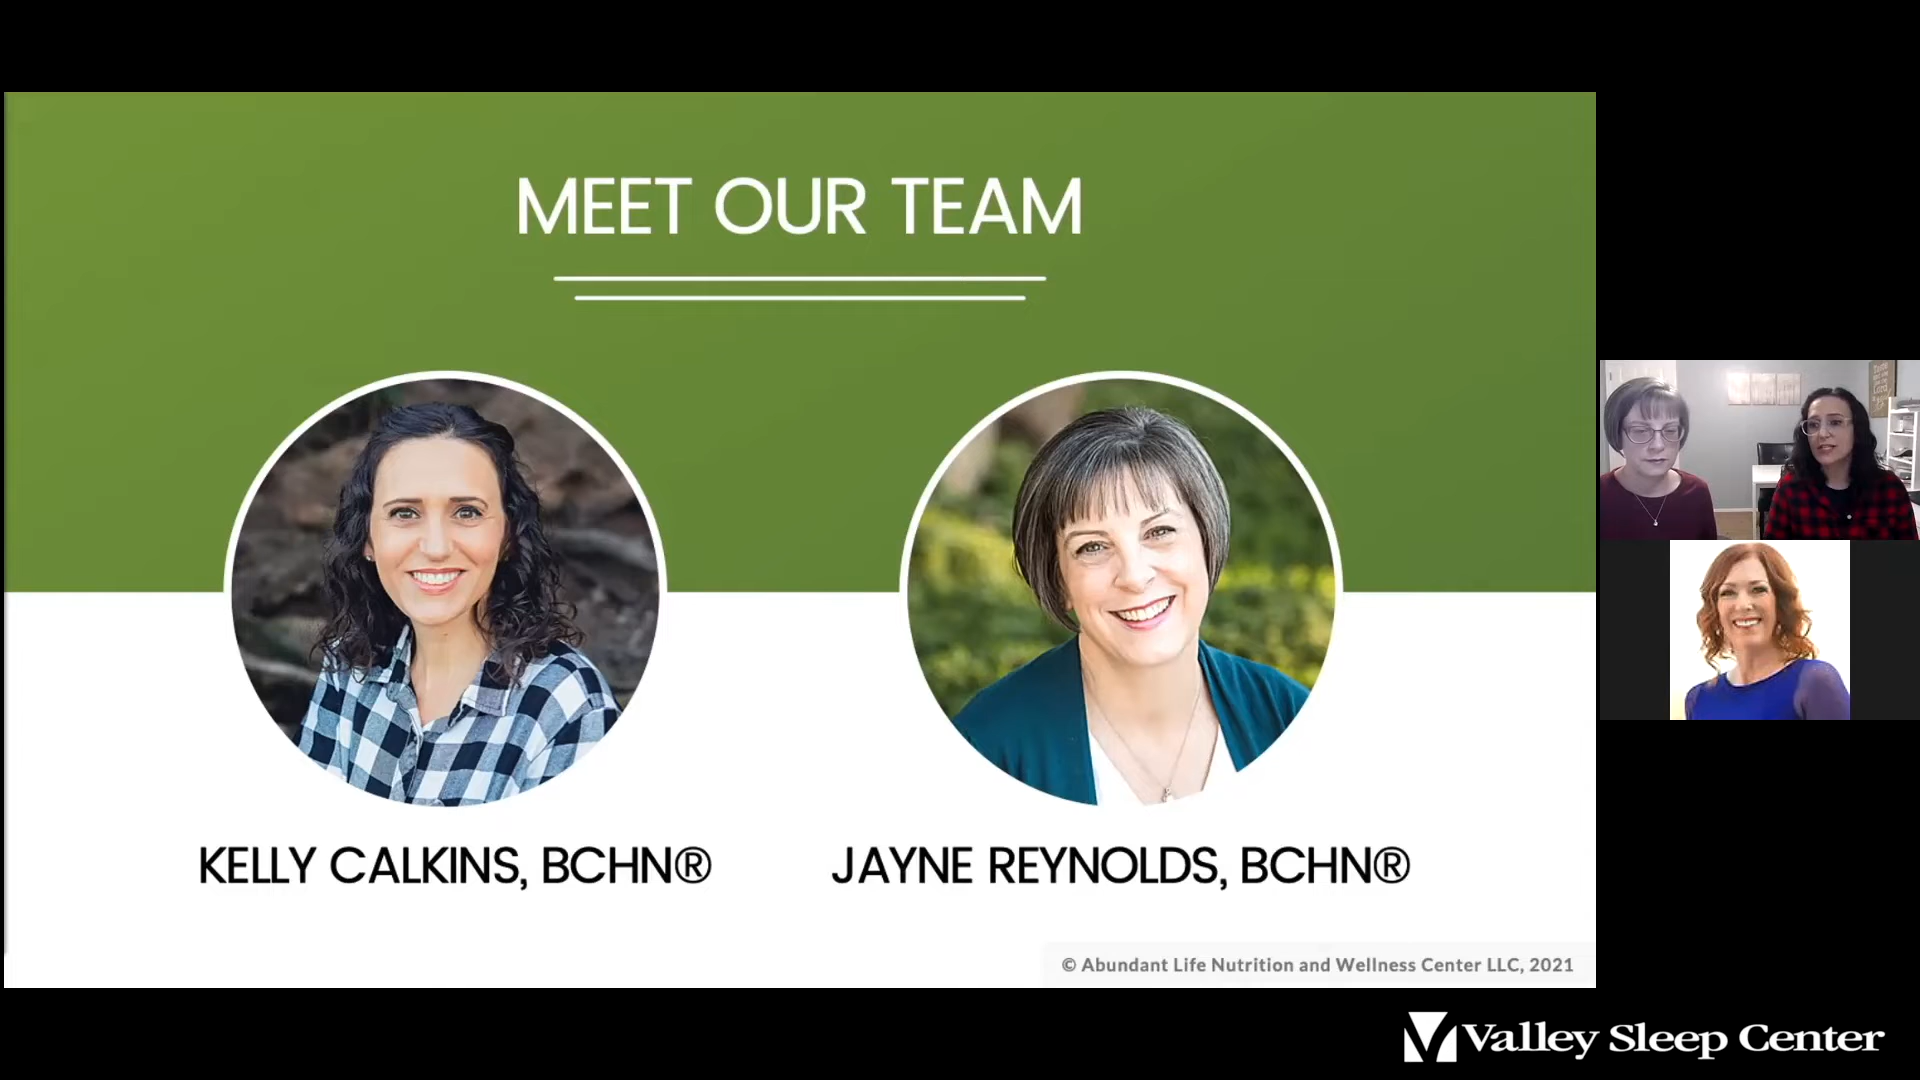 MEET OUR TEAM
KELLY CALKINS, BCHN®
JAYNE REYNOLDS, BCHN®
© Abundant Life Nutrition and Wellness Center LLC, 2021
Valley Sleep Center